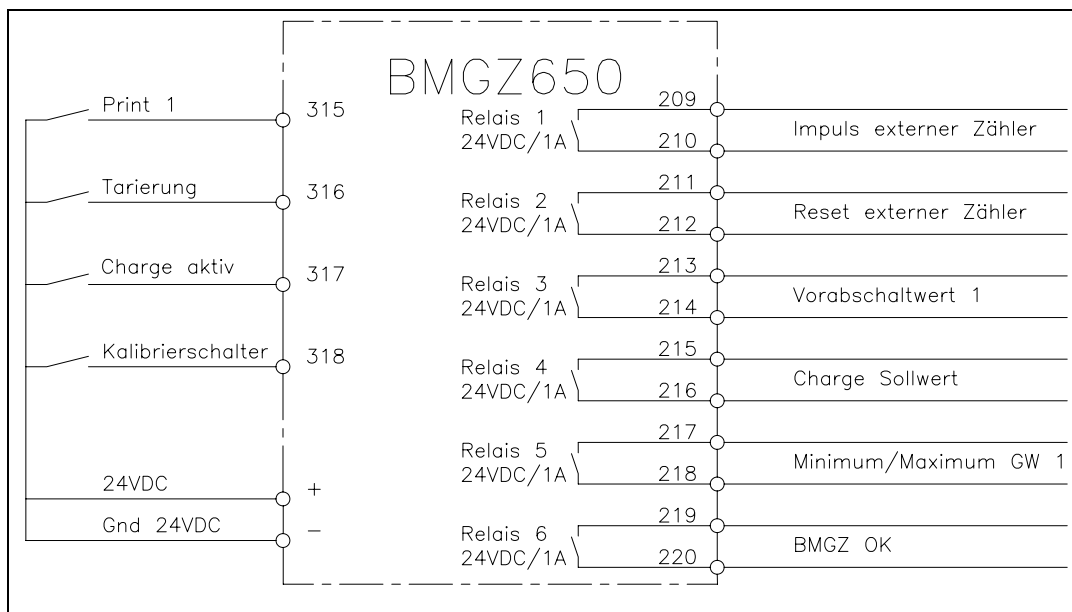 BMGZ650
Print 1
315
Tarierung
316
Charge aktiv
317
Kalibrierschalter
318
24VDC
+
Gnd 24VDC
−
Relais 1
24VDC/1A
209
210
Impuls externer Zähler
Relais 2
24VDC/1A
211
212
Reset externer Zähler
Relais 3
24VDC/1A
213
214
Vorabschaltwert 1
Relais 4
24VDC/1A
215
216
Charge Sollwert
Relais 5
24VDC/1A
217
218
Minimum/Maximum GW 1
Relais 6
24VDC/1A
219
220
BMGZ OK